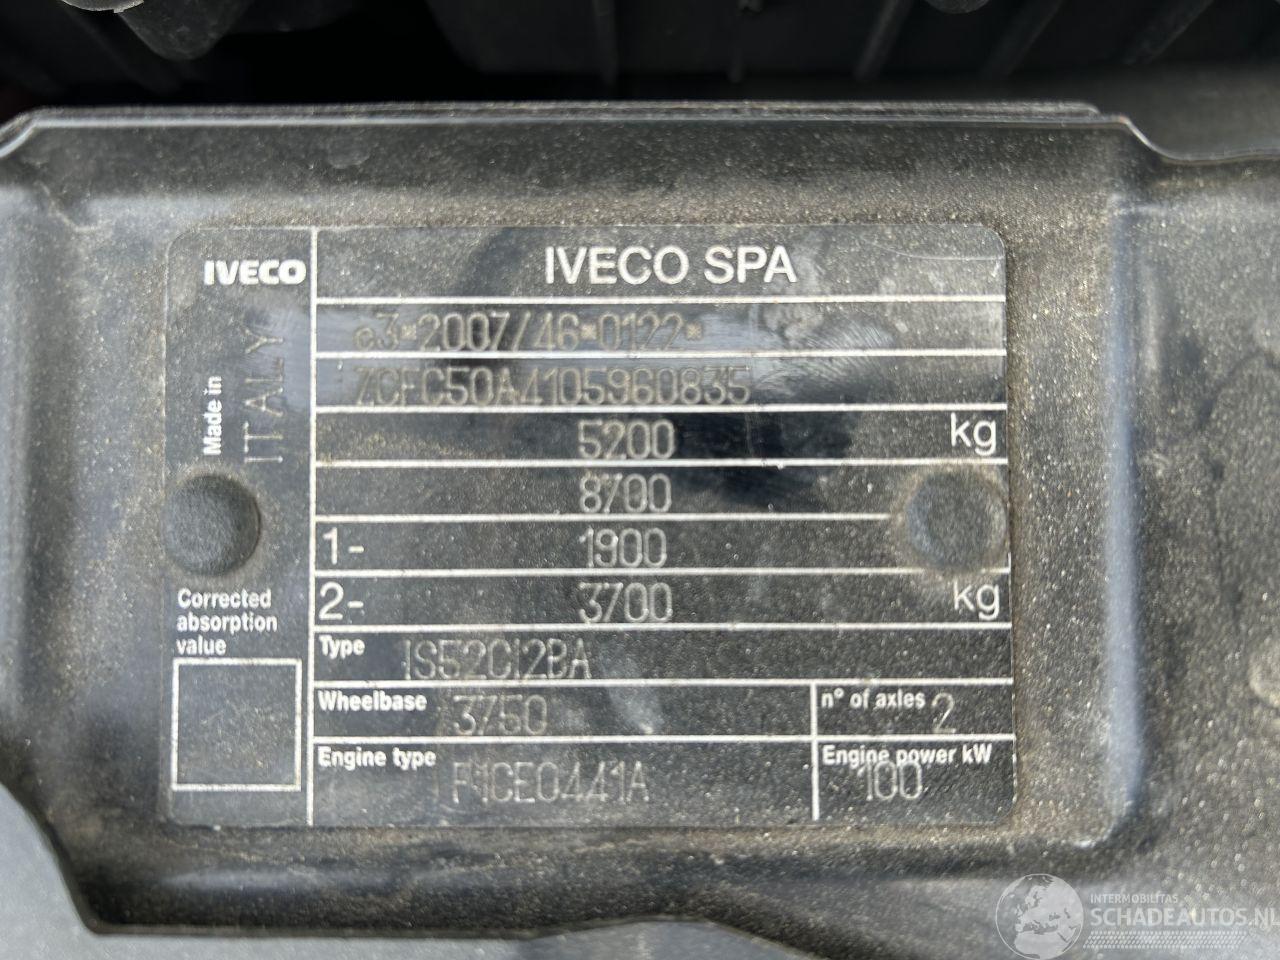 IVECO
IVECO SPA
Made in
ITALY
e3*2007/46*0122*
ZCFC50A4105960835
5200 kg
8700
1- 1900
2- 3700 kg
Corrected
absorption
value
Type IS52CI2BA
Wheelbase 3750
n° of axles 2
Engine type F1CE0441A
Engine power kW
100
INTERMOBILITAS
SCHADEAUTOS.NL